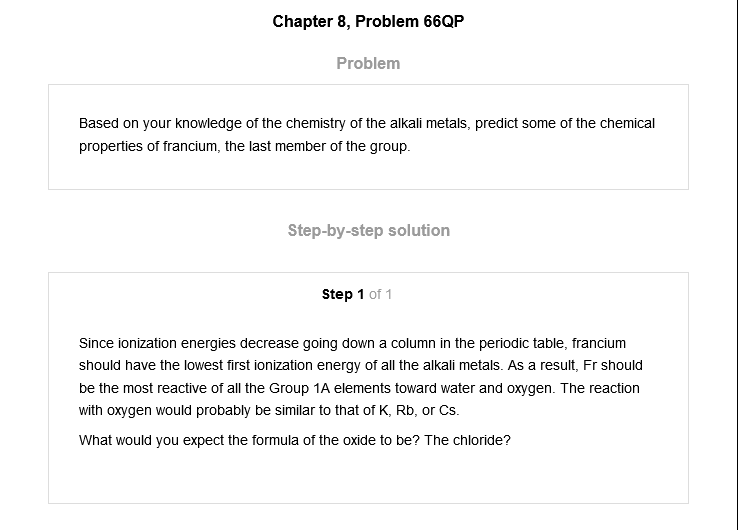 Chapter 8, Problem 66QP
Problem
Based on your knowledge of the chemistry of the alkali metals, predict some of the chemical
properties of francium, the last member of the group.
Step-by-step solution
Step 1 of 1
Since ionization energies decrease going down a column in the periodic table, francium
should have the lowest first ionization energy of all the alkali metals. As a result, Fr should
be the most reactive of all the Group 1A elements toward water and oxygen. The reaction
with oxygen would probably be similar to that of K, Rb, or Cs.
What would you expect the formula of the oxide to be? The chloride?